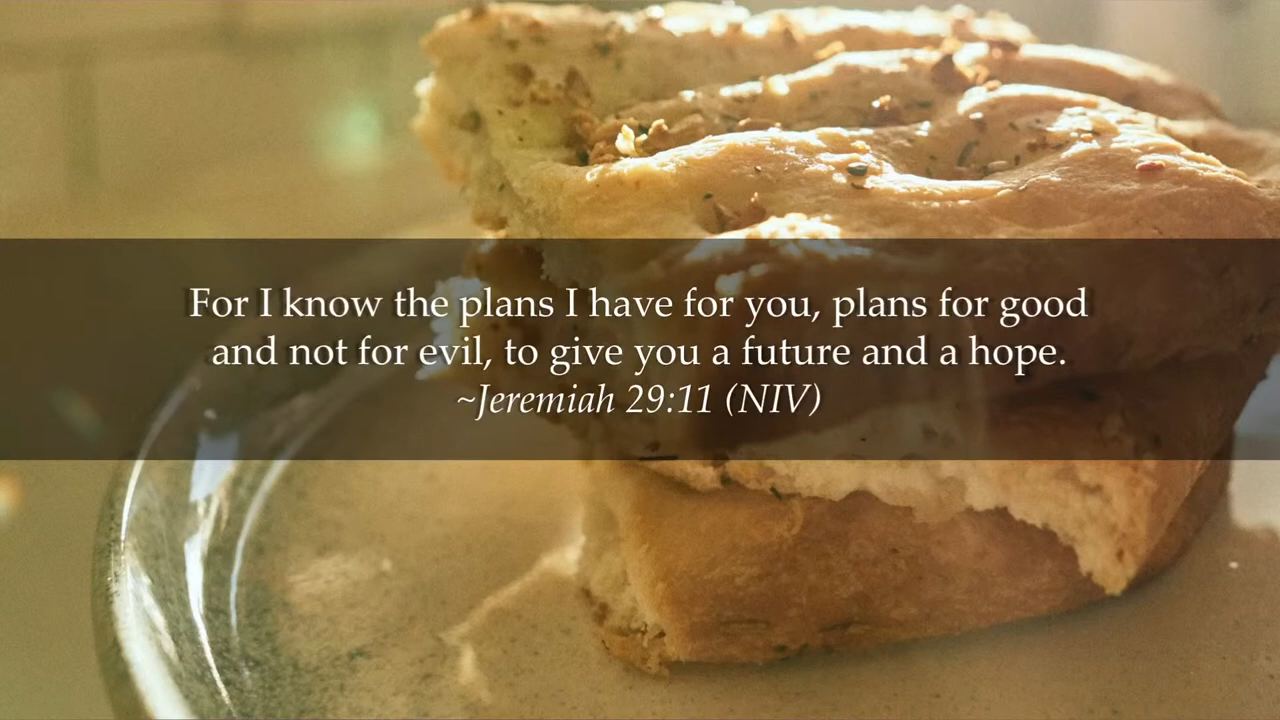 For I know the plans I have for you, plans for good
and not for evil, to give you a future and a hope.
~Jeremiah 29:11 (NIV)